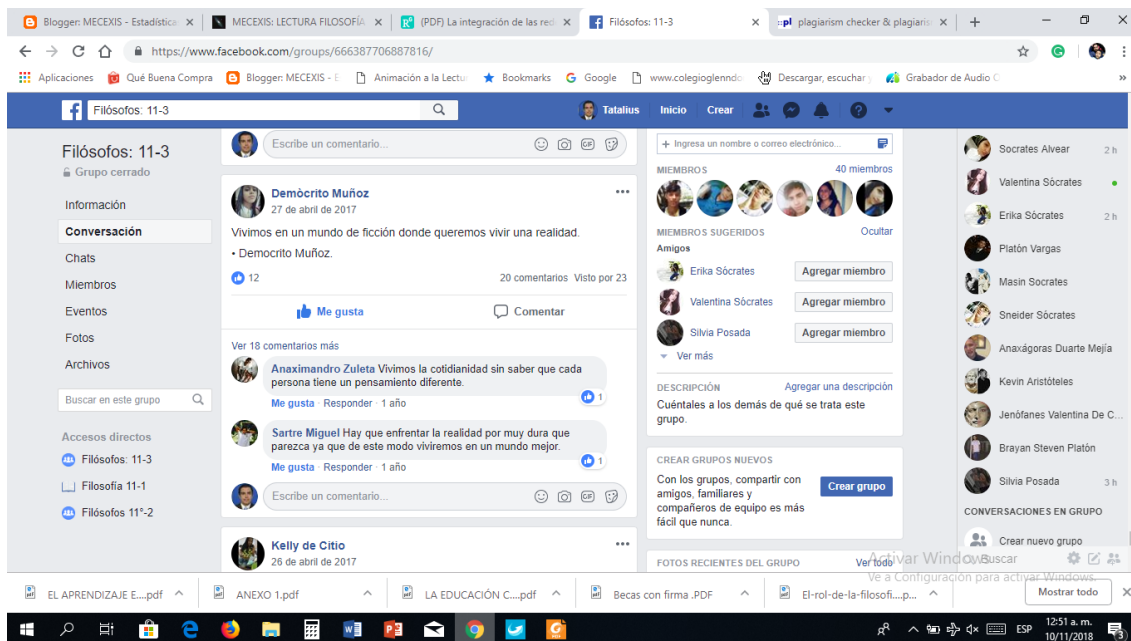 Blogger: MECEXIS - Estadística
MECEXIS: LECTURA FILOSOFÍA
(PDF) La integración de las red
Filósofos: 11-3
plagiarism checker & plagiaris
https://www.facebook.com/groups/666387706887816/
Aplicaciones
Qué Buena Compra
Blogger: MECEXIS - E
Animación a la Lectu
Bookmarks
Google
www.colegioglenndo
Descargar, escuchar y
Grabador de Audio O
Filósofos: 11-3
Tatalius
Inicio
Crear
Filósofos: 11-3
Grupo cerrado
Información
Conversación
Chats
Miembros
Eventos
Fotos
Archivos
Buscar en este grupo
Accesos directos
Filósofos: 11-3
Filosofía 11-1
Filósofos 11°-2
Escribe un comentario...
GIF
Demòcrito Muñoz
27 de abril de 2017
Vivimos en un mundo de ficción donde queremos vivir una realidad.
• Democrito Muñoz.
12
20 comentarios Visto por 23
Me gusta
Comentar
Ver 18 comentarios más
Anaximandro Zuleta Vivimos la cotidianidad sin saber que cada
persona tiene un pensamiento diferente.
1
Me gusta · Responder · 1 año
Sartre Miguel Hay que enfrentar la realidad por muy dura que
parezca ya que de este modo viviremos en un mundo mejor.
1
Me gusta · Responder · 1 año
Escribe un comentario...
GIF
Kelly de Citio
26 de abril de 2017
+ Ingresa un nombre o correo electrónico...
MIEMBROS
40 miembros
MIEMBROS SUGERIDOS
Ocultar
Amigos
Erika Sócrates
Agregar miembro
Valentina Sócrates
Agregar miembro
Silvia Posada
Agregar miembro
Ver más
DESCRIPCIÓN
Agregar una descripción
Cuéntales a los demás de qué se trata este
grupo.
CREAR GRUPOS NUEVOS
Con los grupos, compartir con
amigos, familiares y
compañeros de equipo es más
fácil que nunca.
Crear grupo
FOTOS RECIENTES DEL GRUPO
Ver todo
Socrates Alvear
2 h
Valentina Sócrates
Erika Sócrates
2 h
Platón Vargas
Masin Socrates
Sneider Sócrates
Anaxágoras Duarte Mejía
Kevin Aristóteles
Jenófanes Valentina De C...
Brayan Steven Platón
Silvia Posada
3 h
CONVERSACIONES EN GRUPO
Crear nuevo grupo
Buscar
Activar Windows
Ve a Configuración para activar Windows.
EL APRENDIZAJE E....pdf
ANEXO 1.pdf
LA EDUCACIÓN C....pdf
Becas con firma .PDF
El-rol-de-la-filosofi....p...
Mostrar todo
ESP
12:51 a. m.
10/11/2018
3